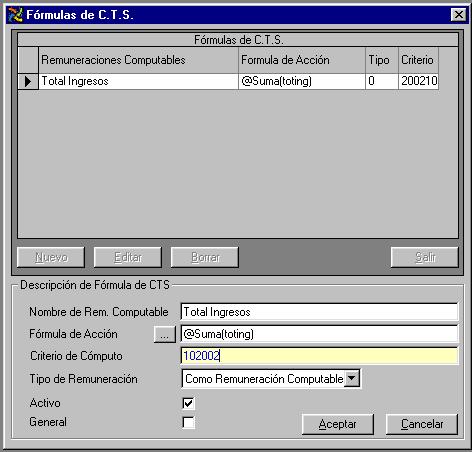 Fórmulas de C.T.S.
Fórmulas de C.T.S.
Remuneraciones Computables Formula de Acción Tipo Criterio
Total Ingresos @Suma(toting) 0 200210
Nuevo Editar Borrar Salir
Descripción de Fórmula de CTS
Nombre de Rem. Computable Total Ingresos
Fórmula de Acción ... @Suma(toting)
Criterio de Cómputo 102002
Tipo de Remuneración Como Remuneración Computable
Activo
General
Aceptar Cancelar